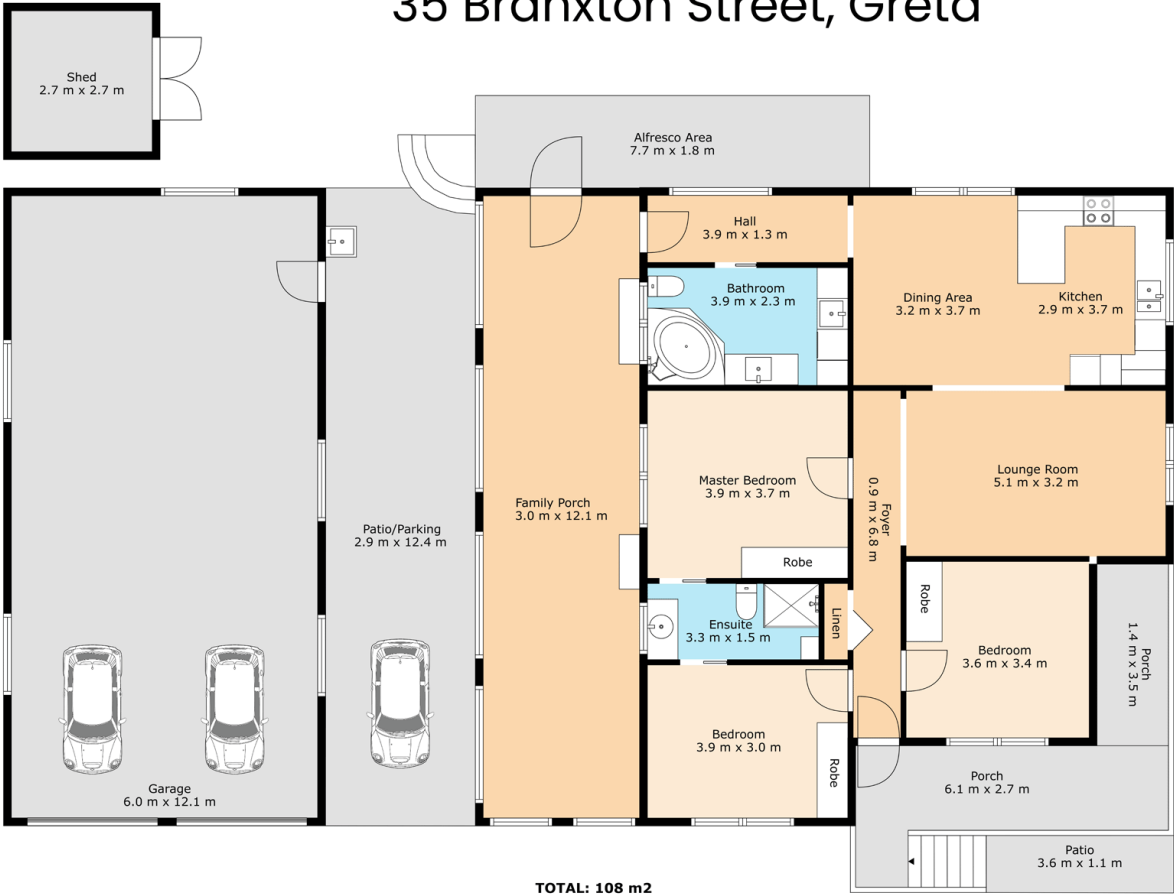 35 Branxton Street, Greta
Shed
2.7 m x 2.7 m
Alfresco Area
7.7 m x 1.8 m
Hall
3.9 m x 1.3 m
Bathroom
3.9 m x 2.3 m
Dining Area
3.2 m x 3.7 m
Kitchen
2.9 m x 3.7 m
Master Bedroom
3.9 m x 3.7 m
Robe
Foyer
0.9 m x 6.8 m
Lounge Room
5.1 m x 3.2 m
Family Porch
3.0 m x 12.1 m
Patio/Parking
2.9 m x 12.4 m
Ensuite
3.3 m x 1.5 m
Linen
Robe
Bedroom
3.6 m x 3.4 m
Porch
1.4 m x 3.5 m
Bedroom
3.9 m x 3.0 m
Robe
Garage
6.0 m x 12.1 m
Porch
6.1 m x 2.7 m
Patio
3.6 m x 1.1 m
TOTAL: 108 m2